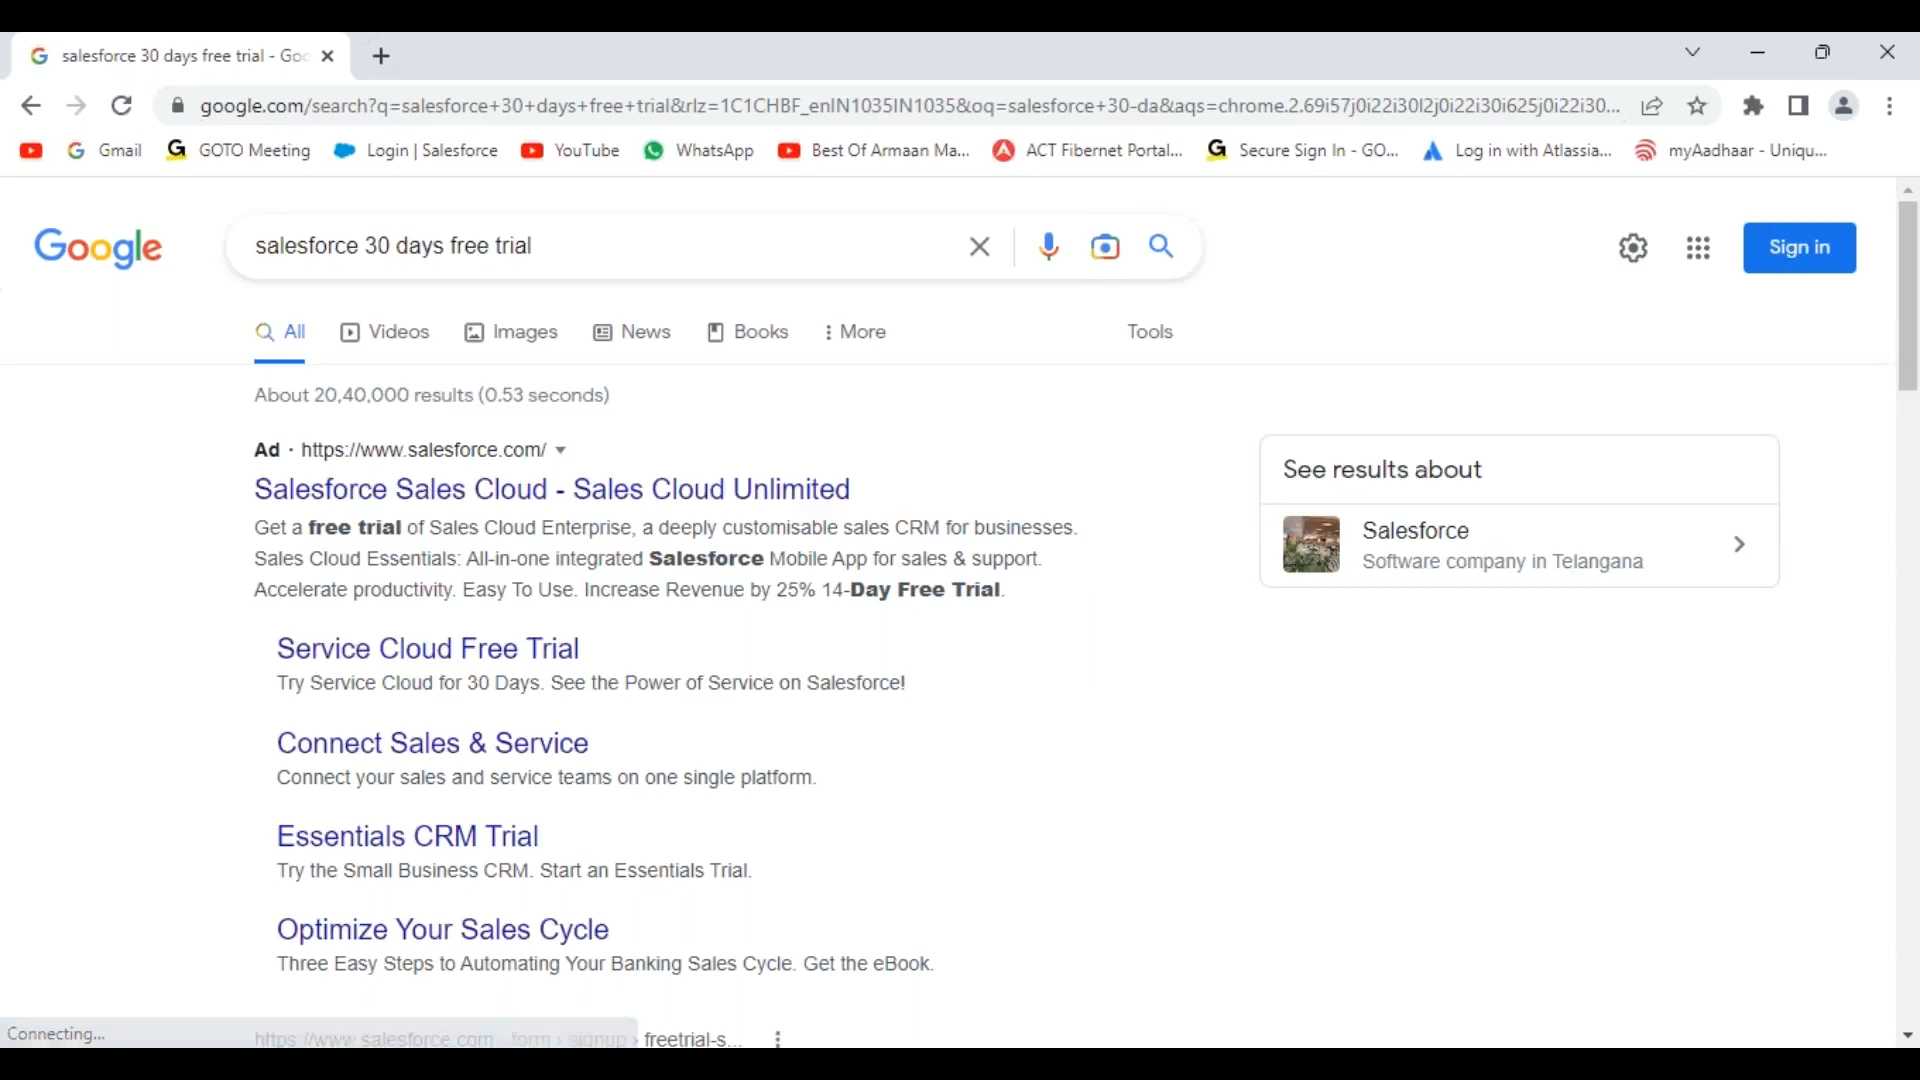 salesforce 30 days free trial - Goo
google.com/search?q=salesforce+30+days+free+trial&rlz=1C1CHBF_enIN1035IN1035&oq=salesforce+30-da&aqs=chrome.2.69i57j0i22i30l2j0i22i30i625j0i22i30...
Gmail GOTO Meeting Login | Salesforce YouTube WhatsApp Best Of Armaan Ma... ACT Fibernet Portal... Secure Sign In - GO... Log in with Atlassia... myAadhaar - Uniqu...
Google salesforce 30 days free trial Sign in
All Videos Images News Books More Tools
About 20,40,000 results (0.53 seconds)
Ad · https://www.salesforce.com/
Salesforce Sales Cloud - Sales Cloud Unlimited
Get a free trial of Sales Cloud Enterprise, a deeply customisable sales CRM for businesses.
Sales Cloud Essentials: All-in-one integrated Salesforce Mobile App for sales & support.
Accelerate productivity. Easy To Use. Increase Revenue by 25% 14-Day Free Trial.
See results about
Salesforce
Software company in Telangana
Service Cloud Free Trial
Try Service Cloud for 30 Days. See the Power of Service on Salesforce!
Connect Sales & Service
Connect your sales and service teams on one single platform.
Essentials CRM Trial
Try the Small Business CRM. Start an Essentials Trial.
Optimize Your Sales Cycle
Three Easy Steps to Automating Your Banking Sales Cycle. Get the eBook.
Connecting...
https://www.salesforce.com › form › signup › freetrial-s...